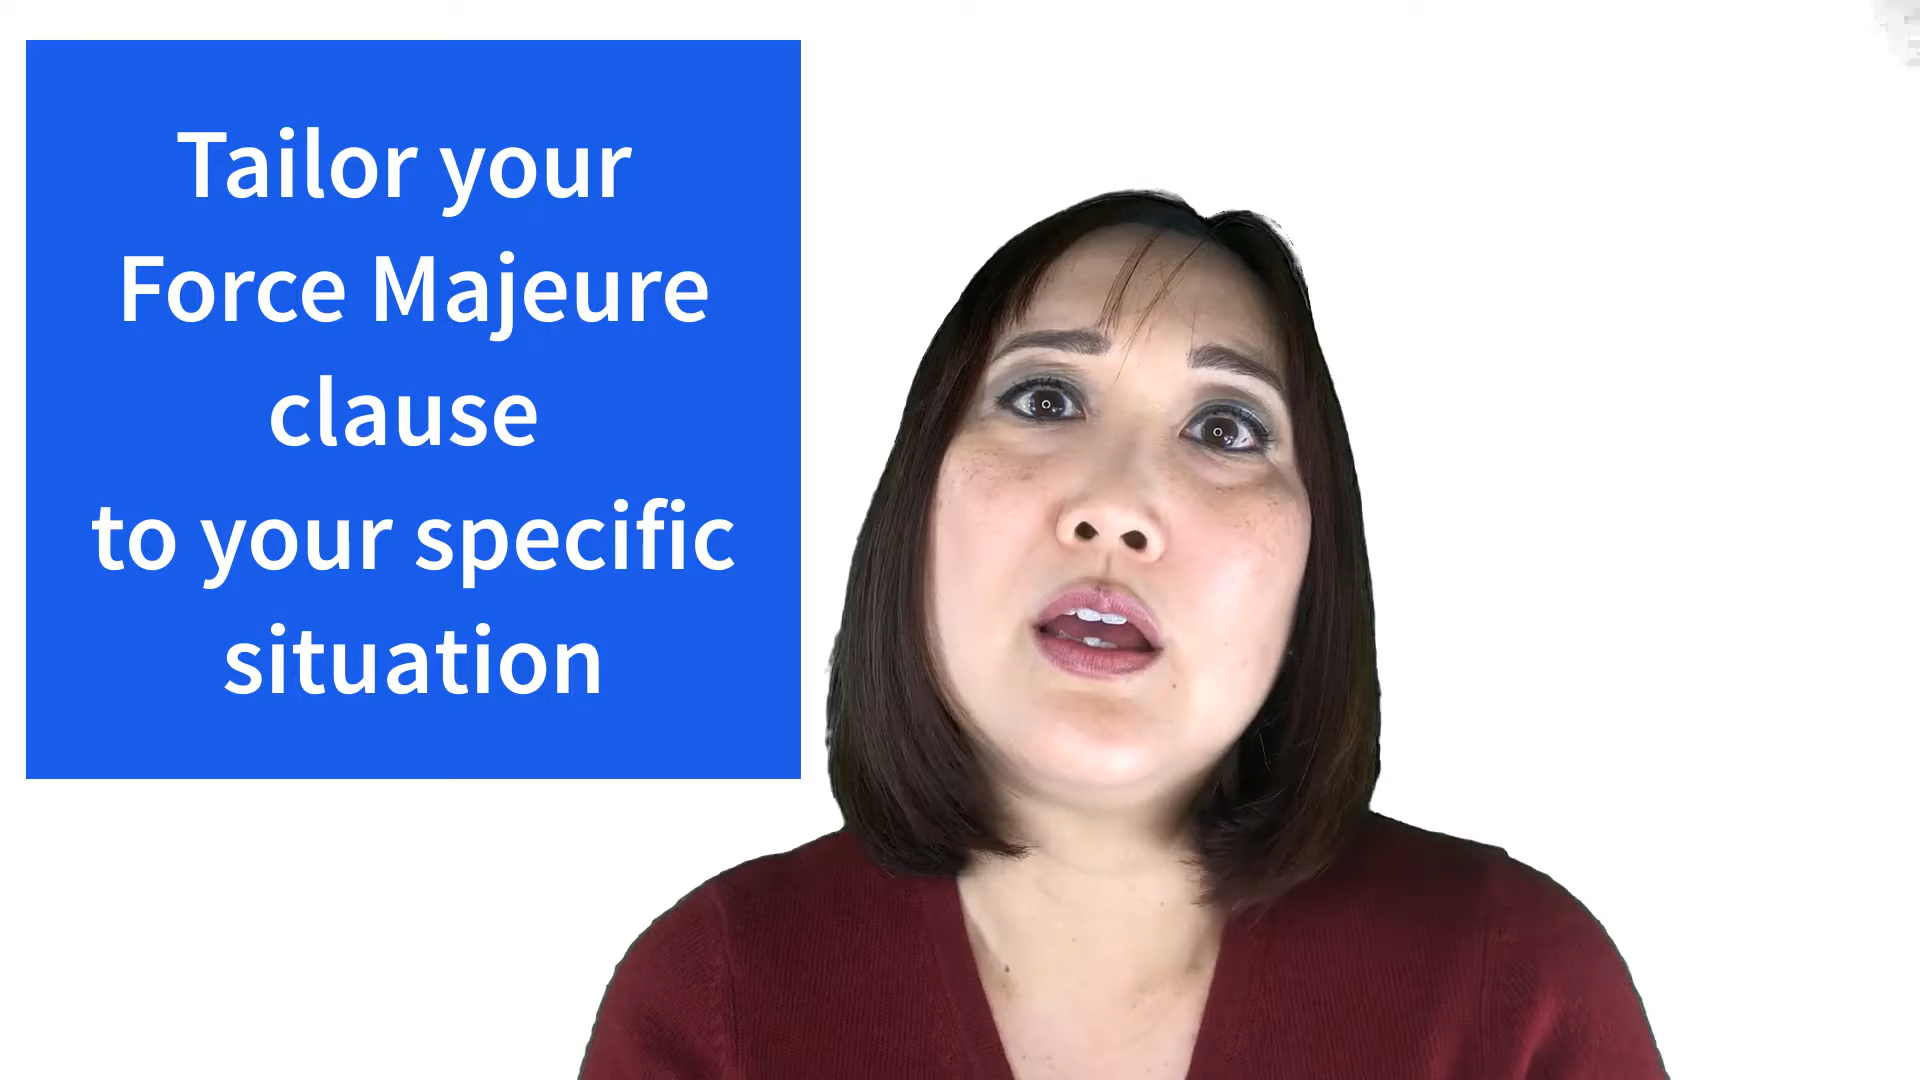 Tailor your
Force Majeure
clause
to your specific
situation